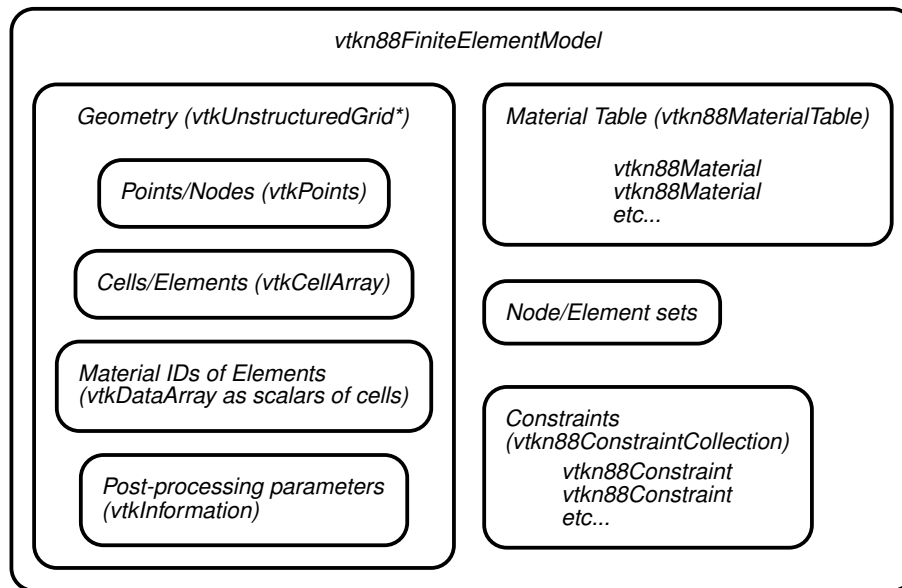 vtkn88FiniteElementModel
Geometry (vtkUnstructuredGrid*)
Points/Nodes (vtkPoints)
Cells/Elements (vtkCellArray)
Material IDs of Elements
(vtkDataArray as scalars of cells)
Post-processing parameters
(vtkInformation)
Material Table (vtkn88MaterialTable)
vtkn88Material
vtkn88Material
etc...
Node/Element sets
Constraints
(vtkn88ConstraintCollection)
vtkn88Constraint
vtkn88Constraint
etc...